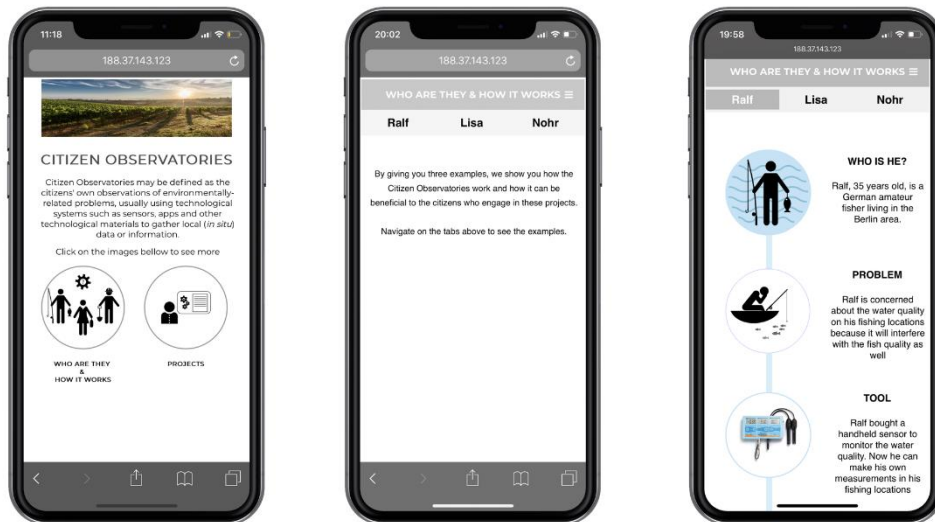 11:18
188.37.143.123
CITIZEN OBSERVATORIES
Citizen Observatories may be defined as the
citizens' own observations of environmentally-
related problems, usually using technological
systems such as sensors, apps and other
technological materials to gather local (in situ)
data or information.
Click on the images bellow to see more
WHO ARE THEY
&
HOW IT WORKS
PROJECTS
20:02
188.37.143.123
WHO ARE THEY & HOW IT WORKS
Ralf Lisa Nohr
By giving you three examples, we show you how the
Citizen Observatories work and how it can be
beneficial to the citizens who engage in these projects.
Navigate on the tabs above to see the examples.
19:58
188.37.143.123
WHO ARE THEY & HOW IT WORKS
Ralf Lisa Nohr
WHO IS HE?
Ralf, 35 years old, is a
German amateur
fisher living in the
Berlin area.
PROBLEM
Ralf is concerned
about the water quality
on his fishing locations
because it will interfere
with the fish quality as
well
TOOL
Ralf bought a
handheld sensor to
monitor the water
quality. Now he can
make his own
measurements in his
fishing locations